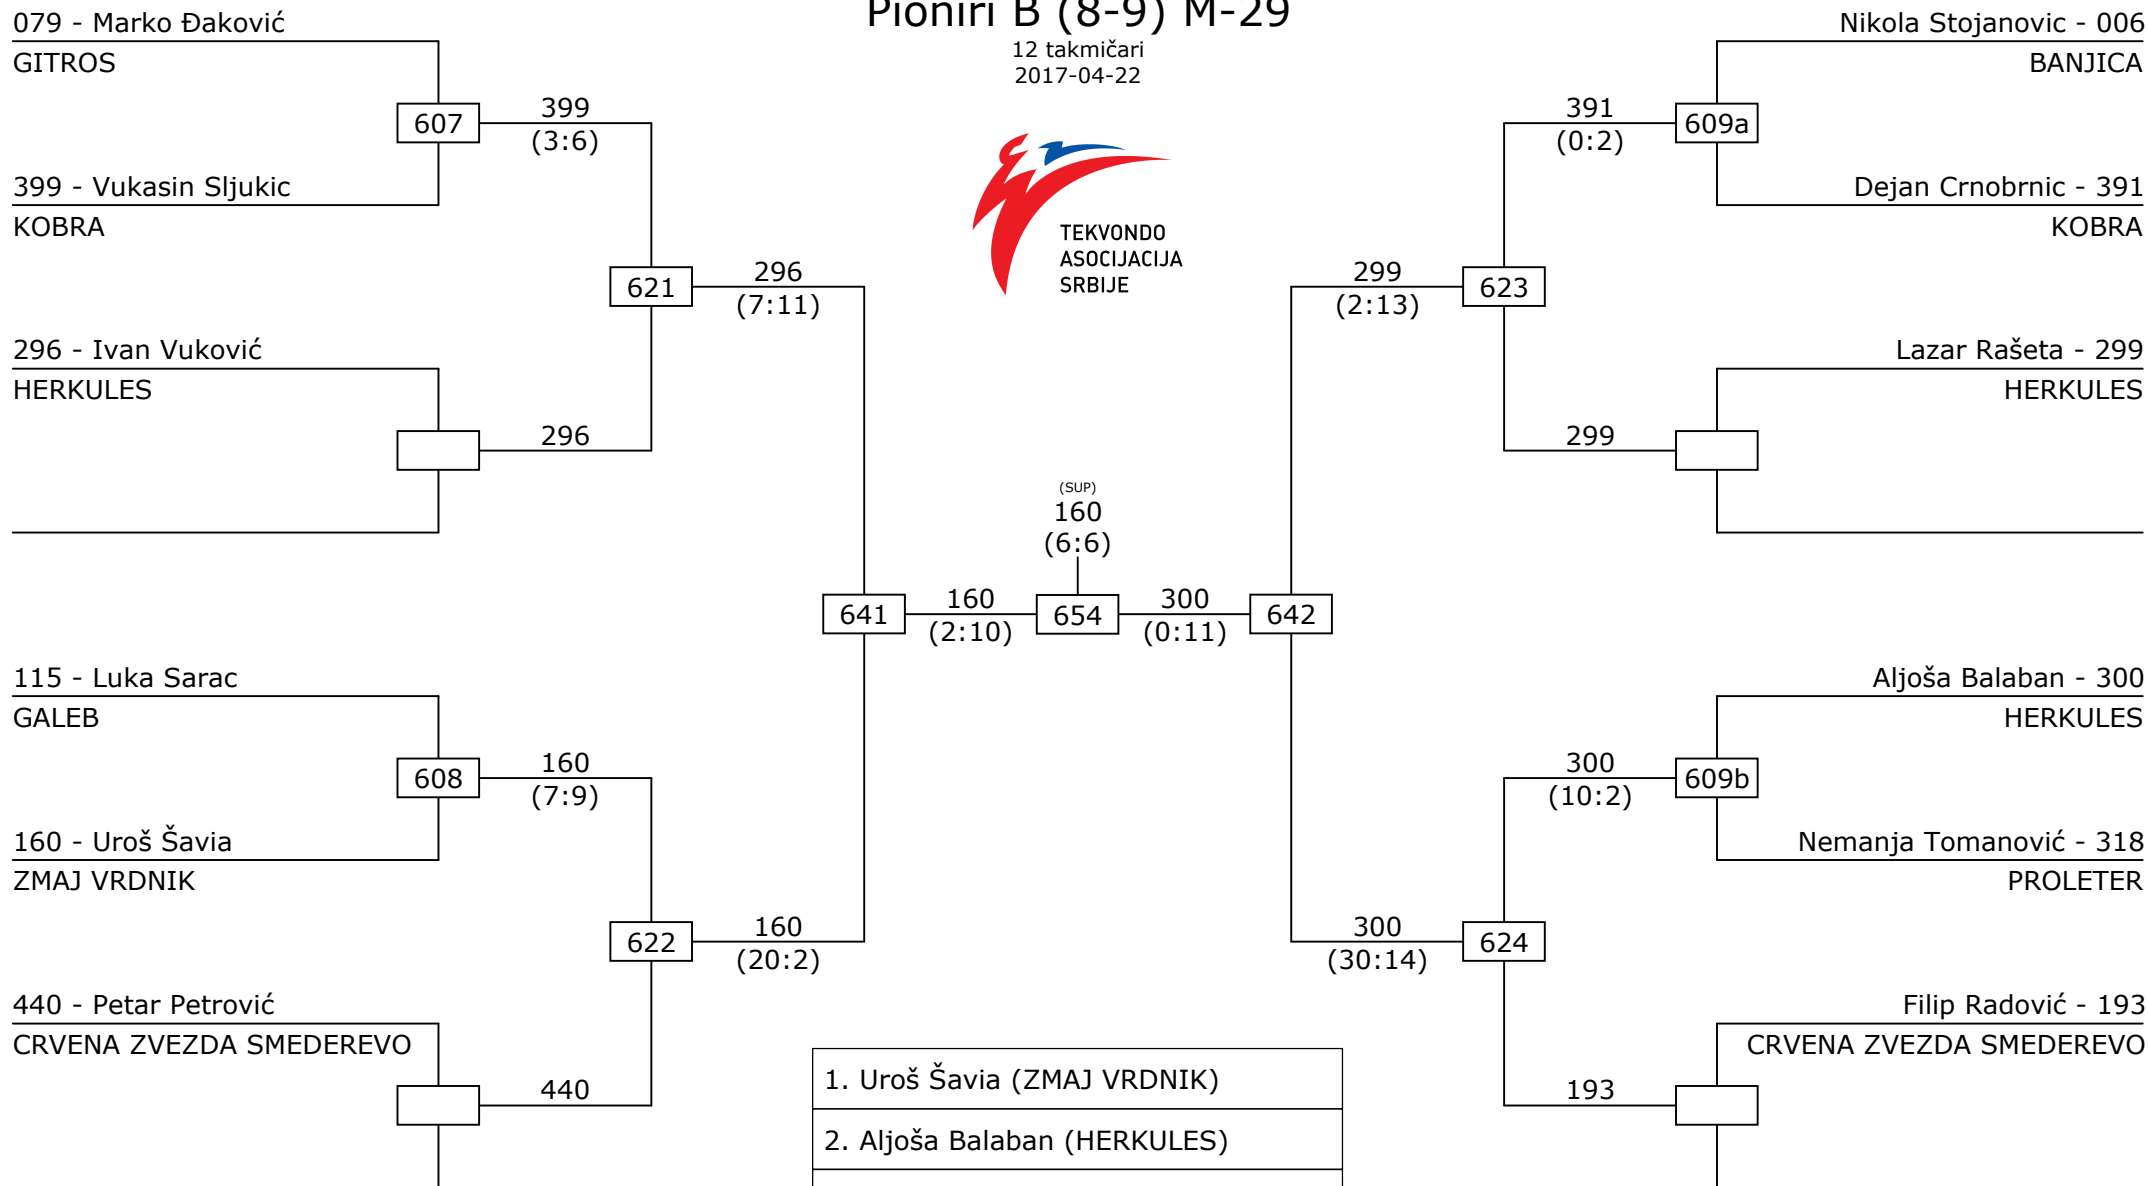 Pioniri B (8-9) M-29
12 takmičari
2017-04-22
TEKVONDO
ASOCIJACIJA
SRBIJE
079 - Marko Đaković
GITROS
607
399
(3:6)
399 - Vukasin Sljukic
KOBRA
621
296
(7:11)
296 - Ivan Vuković
HERKULES
296
115 - Luka Sarac
GALEB
608
160
(7:9)
160 - Uroš Šavia
ZMAJ VRDNIK
622
160
(20:2)
440 - Petar Petrović
CRVENA ZVEZDA SMEDEREVO
440
641
160
(2:10)
(SUP)
160
(6:6)
654
300
(0:11)
642
Nikola Stojanovic - 006
BANJICA
391
(0:2)
609a
Dejan Crnobrnic - 391
KOBRA
299
(2:13)
623
Lazar Rašeta - 299
HERKULES
299
Aljoša Balaban - 300
HERKULES
300
(10:2)
609b
Nemanja Tomanović - 318
PROLETER
300
(30:14)
624
Filip Radović - 193
CRVENA ZVEZDA SMEDEREVO
193
1. Uroš Šavia (ZMAJ VRDNIK)
2. Aljoša Balaban (HERKULES)